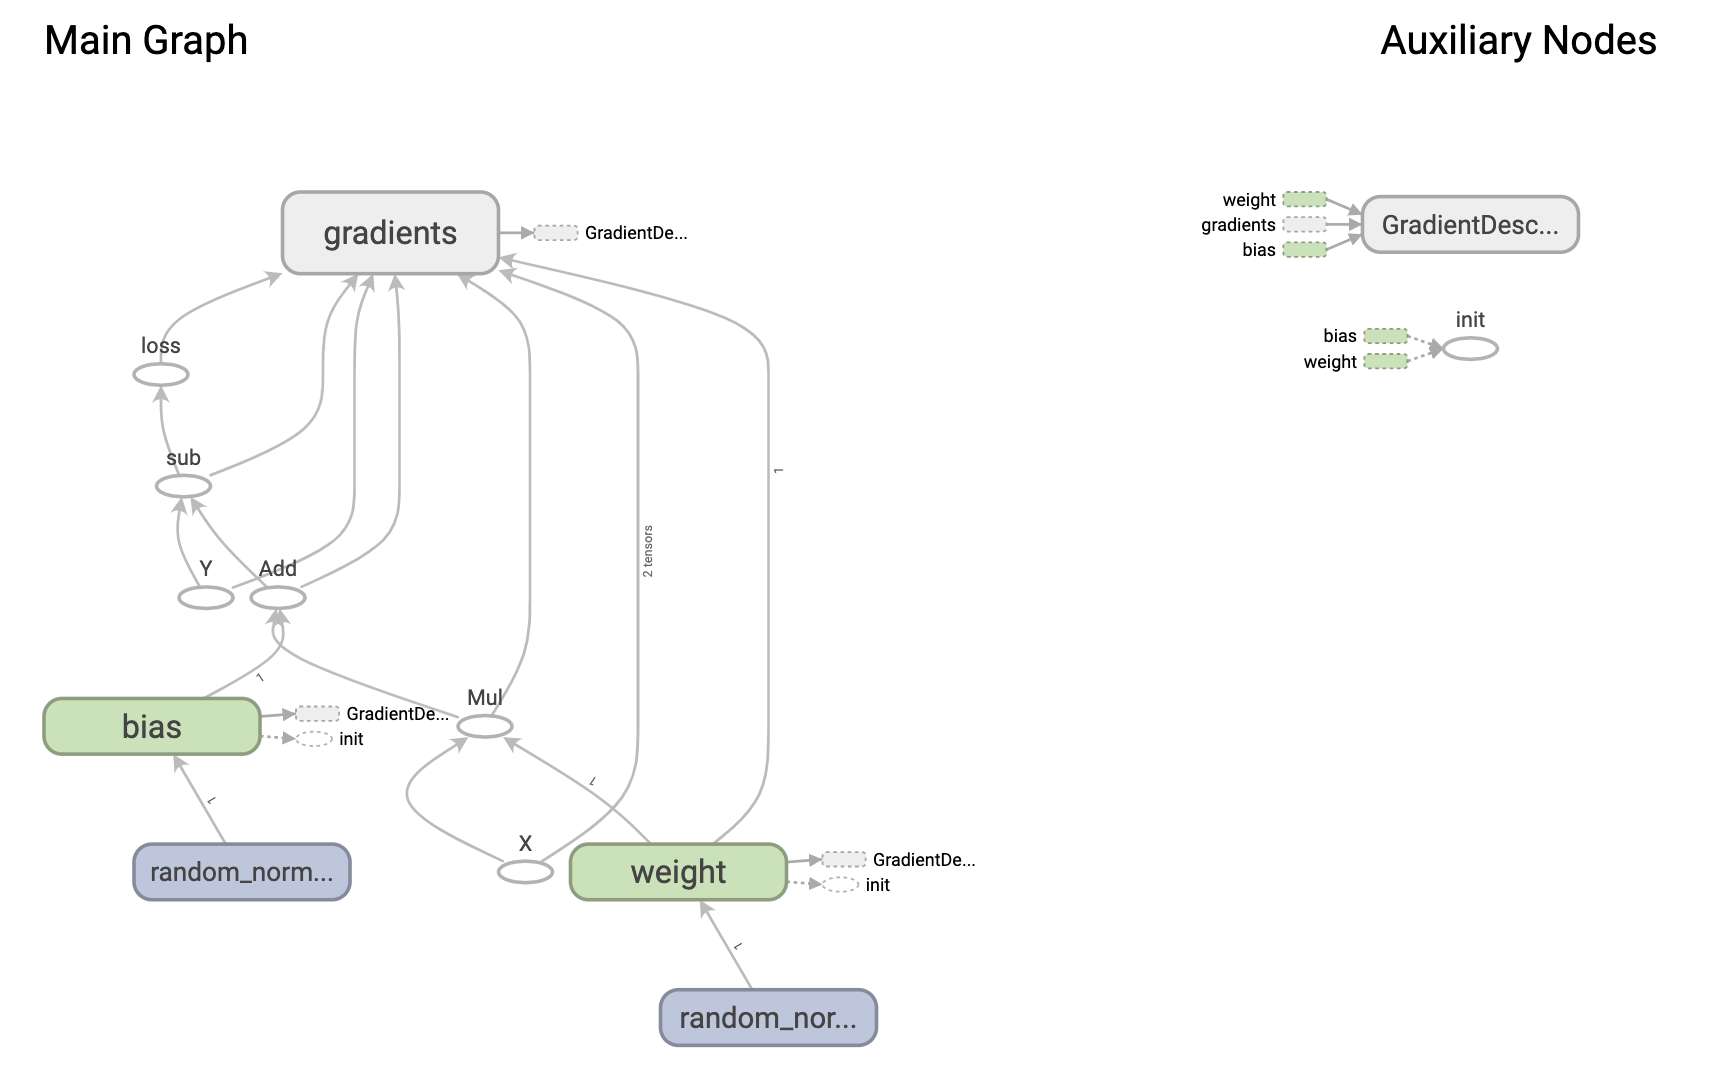 Main Graph
Auxiliary Nodes
gradients
GradientDe...
weight
gradients
bias
GradientDesc...
init
bias
weight
loss
sub
1
2 tensors
Y
Add
1
Mul
bias
GradientDe...
init
1
1
X
random_norm...
weight
GradientDe...
init
1
random_nor...